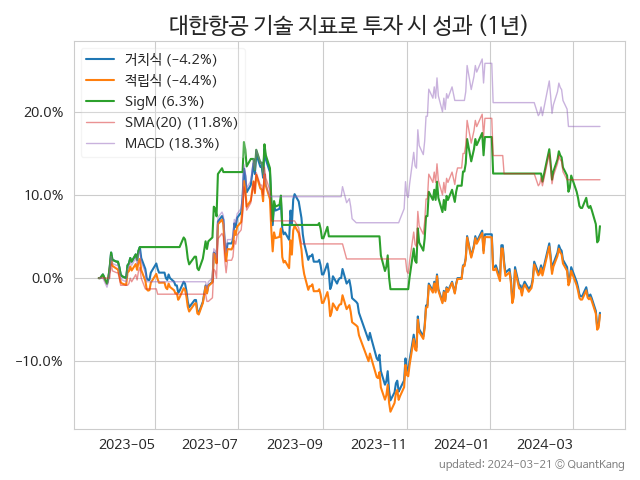 대한항공 기술 지표로 투자 시 성과 (1년)
거치식 (−4.2%)
적립식 (−4.4%)
SigM (6.3%)
SMA(20) (11.8%)
MACD (18.3%)
20.0%
10.0%
0.0%
−10.0%
2023-05 2023-07 2023-09 2023-11 2024-01 2024-03
updated: 2024-03-21 © QuantKang